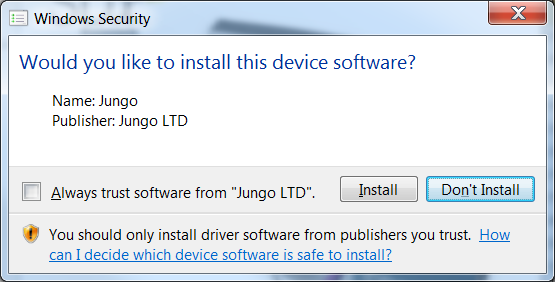 Windows Security
Would you like to install this device software?
Name: Jungo
Publisher: Jungo LTD
Always trust software from "Jungo LTD".
Install
Don't Install
You should only install driver software from publishers you trust. How
can I decide which device software is safe to install?